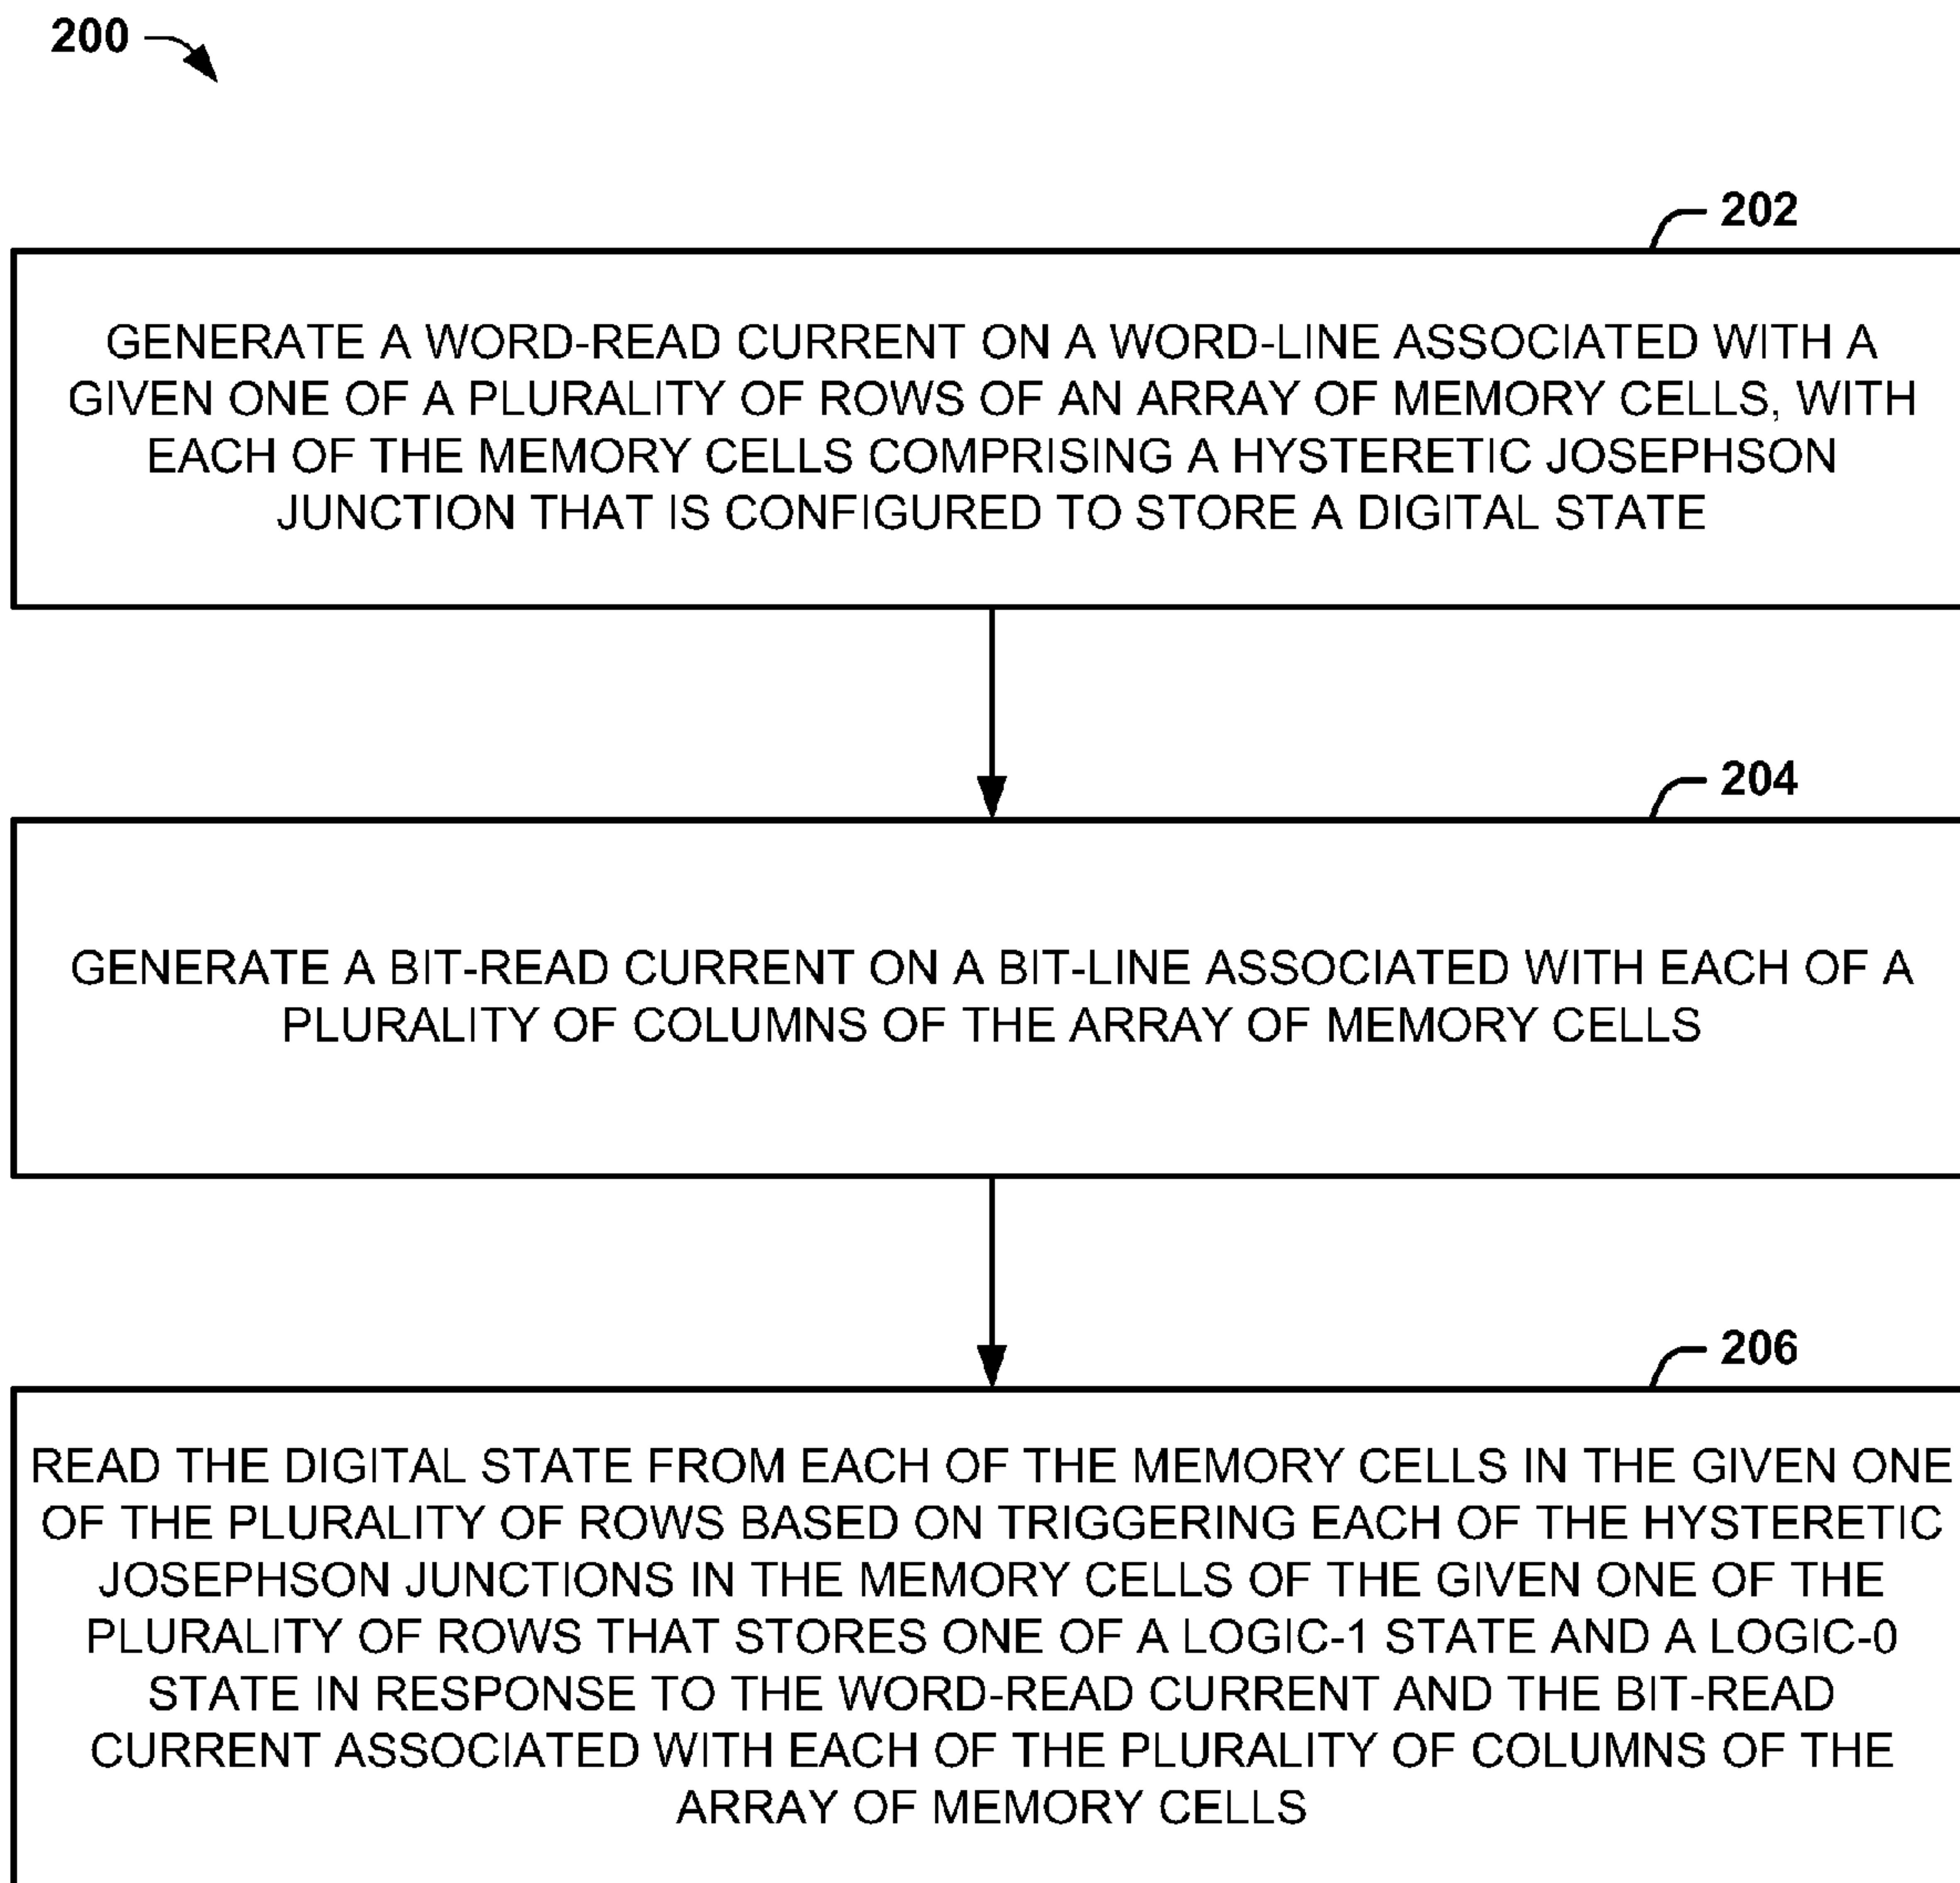 200
202
GENERATE A WORD-READ CURRENT ON A WORD-LINE ASSOCIATED WITH A
GIVEN ONE OF A PLURALITY OF ROWS OF AN ARRAY OF MEMORY CELLS, WITH
EACH OF THE MEMORY CELLS COMPRISING A HYSTERETIC JOSEPHSON
JUNCTION THAT IS CONFIGURED TO STORE A DIGITAL STATE
204
GENERATE A BIT-READ CURRENT ON A BIT-LINE ASSOCIATED WITH EACH OF A
PLURALITY OF COLUMNS OF THE ARRAY OF MEMORY CELLS
206
READ THE DIGITAL STATE FROM EACH OF THE MEMORY CELLS IN THE GIVEN ONE
OF THE PLURALITY OF ROWS BASED ON TRIGGERING EACH OF THE HYSTERETIC
JOSEPHSON JUNCTIONS IN THE MEMORY CELLS OF THE GIVEN ONE OF THE
PLURALITY OF ROWS THAT STORES ONE OF A LOGIC-1 STATE AND A LOGIC-0
STATE IN RESPONSE TO THE WORD-READ CURRENT AND THE BIT-READ
CURRENT ASSOCIATED WITH EACH OF THE PLURALITY OF COLUMNS OF THE
ARRAY OF MEMORY CELLS